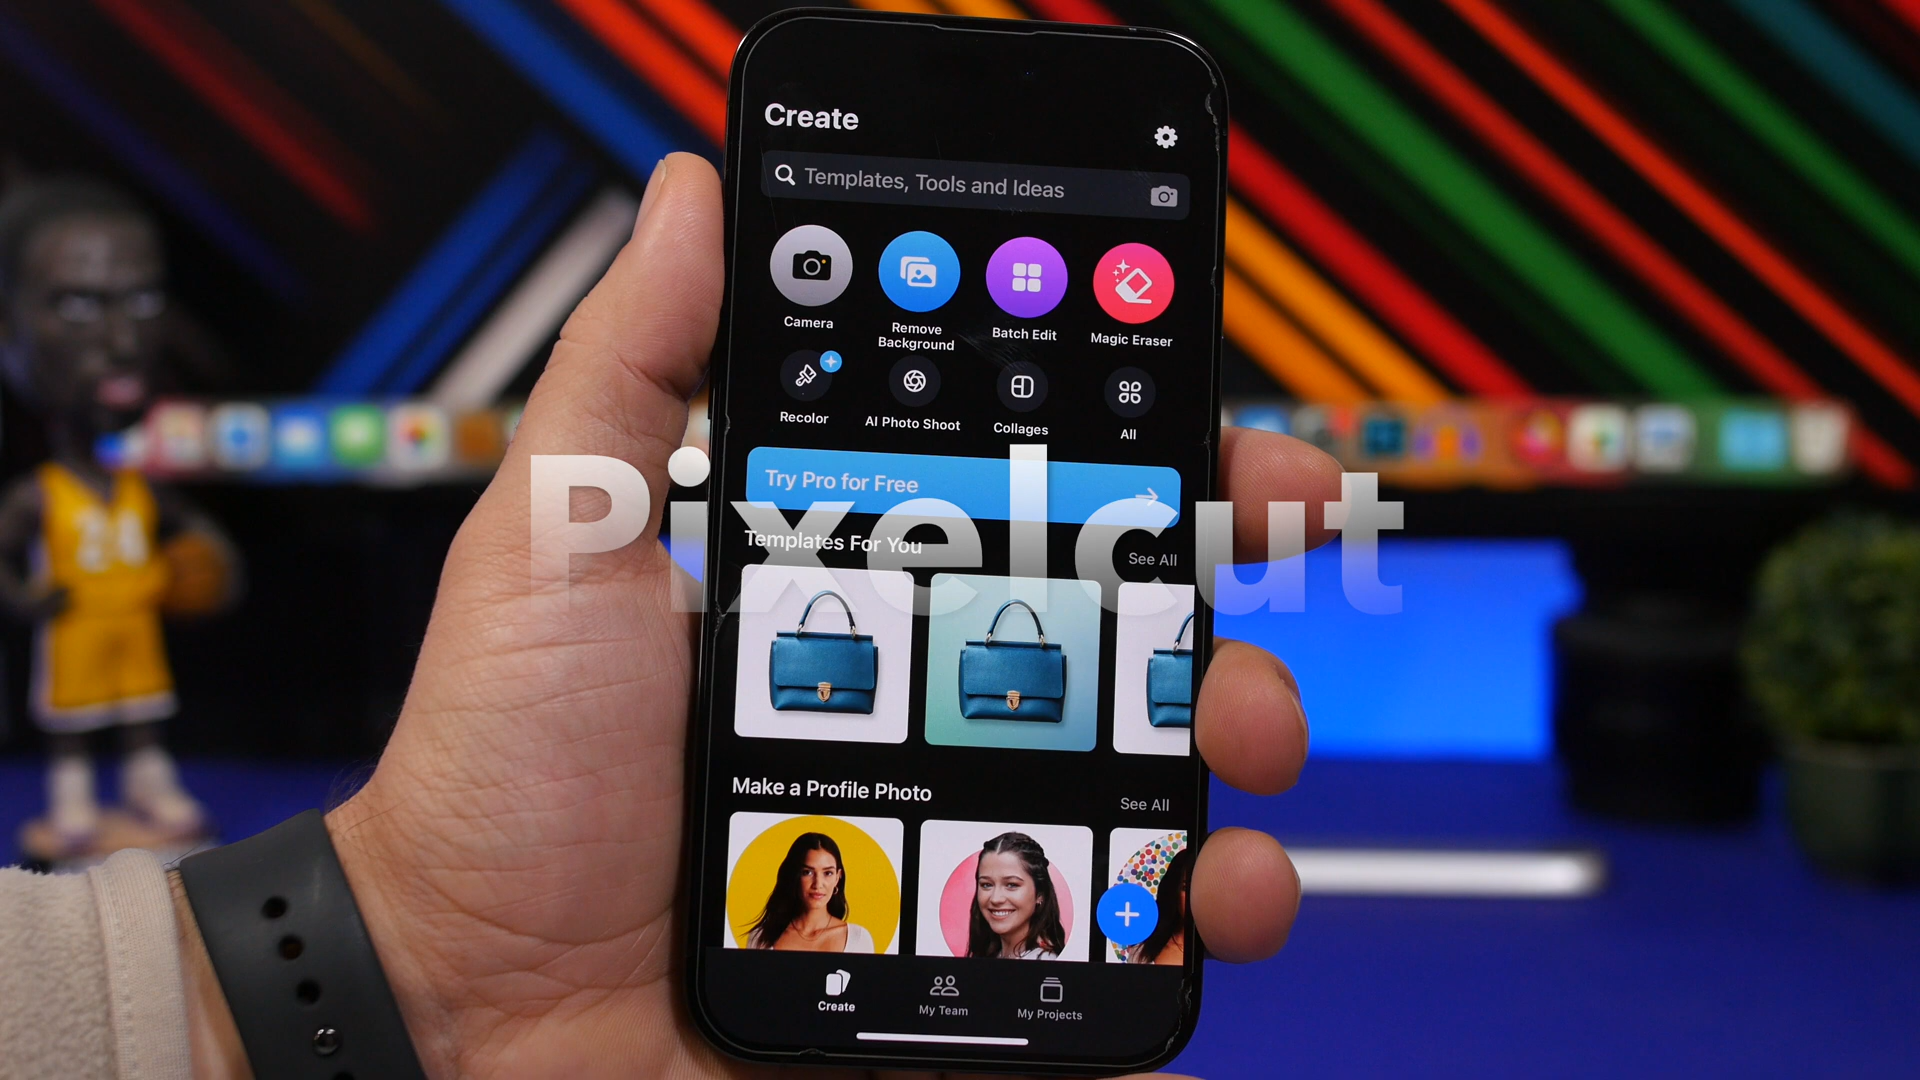 Create
Templates, Tools and Ideas
Camera
Remove
Background
Batch Edit
Magic Eraser
Recolor
AI Photo Shoot
Collages
All
Try Pro for Free
Pixelcut
Templates For You
See All
Make a Profile Photo
See All
Create
My Team
My Projects
24